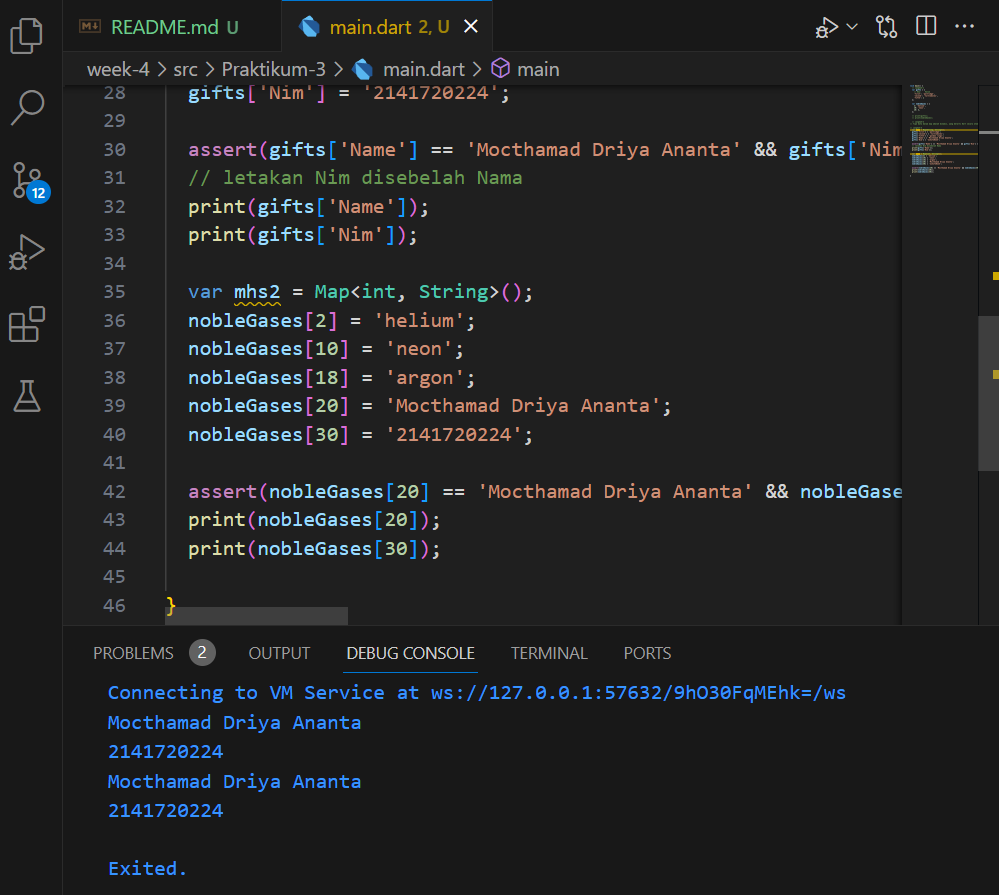 README.md U
main.dart 2, U
week-4 > src > Praktikum-3 > main.dart > main
28 gifts['Nim'] = '2141720224';
29
30 assert(gifts['Name'] == 'Mocthamad Driya Ananta' && gifts['Nim
31 // letakan Nim disebelah Nama
32 print(gifts['Name']);
33 print(gifts['Nim']);
34
35 var mhs2 = Map<int, String>();
36 nobleGases[2] = 'helium';
37 nobleGases[10] = 'neon';
38 nobleGases[18] = 'argon';
39 nobleGases[20] = 'Mocthamad Driya Ananta';
40 nobleGases[30] = '2141720224';
41
42 assert(nobleGases[20] == 'Mocthamad Driya Ananta' && nobleGase
43 print(nobleGases[20]);
44 print(nobleGases[30]);
45
46 }
12
PROBLEMS 2 OUTPUT DEBUG CONSOLE TERMINAL PORTS
Connecting to VM Service at ws://127.0.0.1:57632/9hO30FqMEhk=/ws
Mocthamad Driya Ananta
2141720224
Mocthamad Driya Ananta
2141720224
Exited.